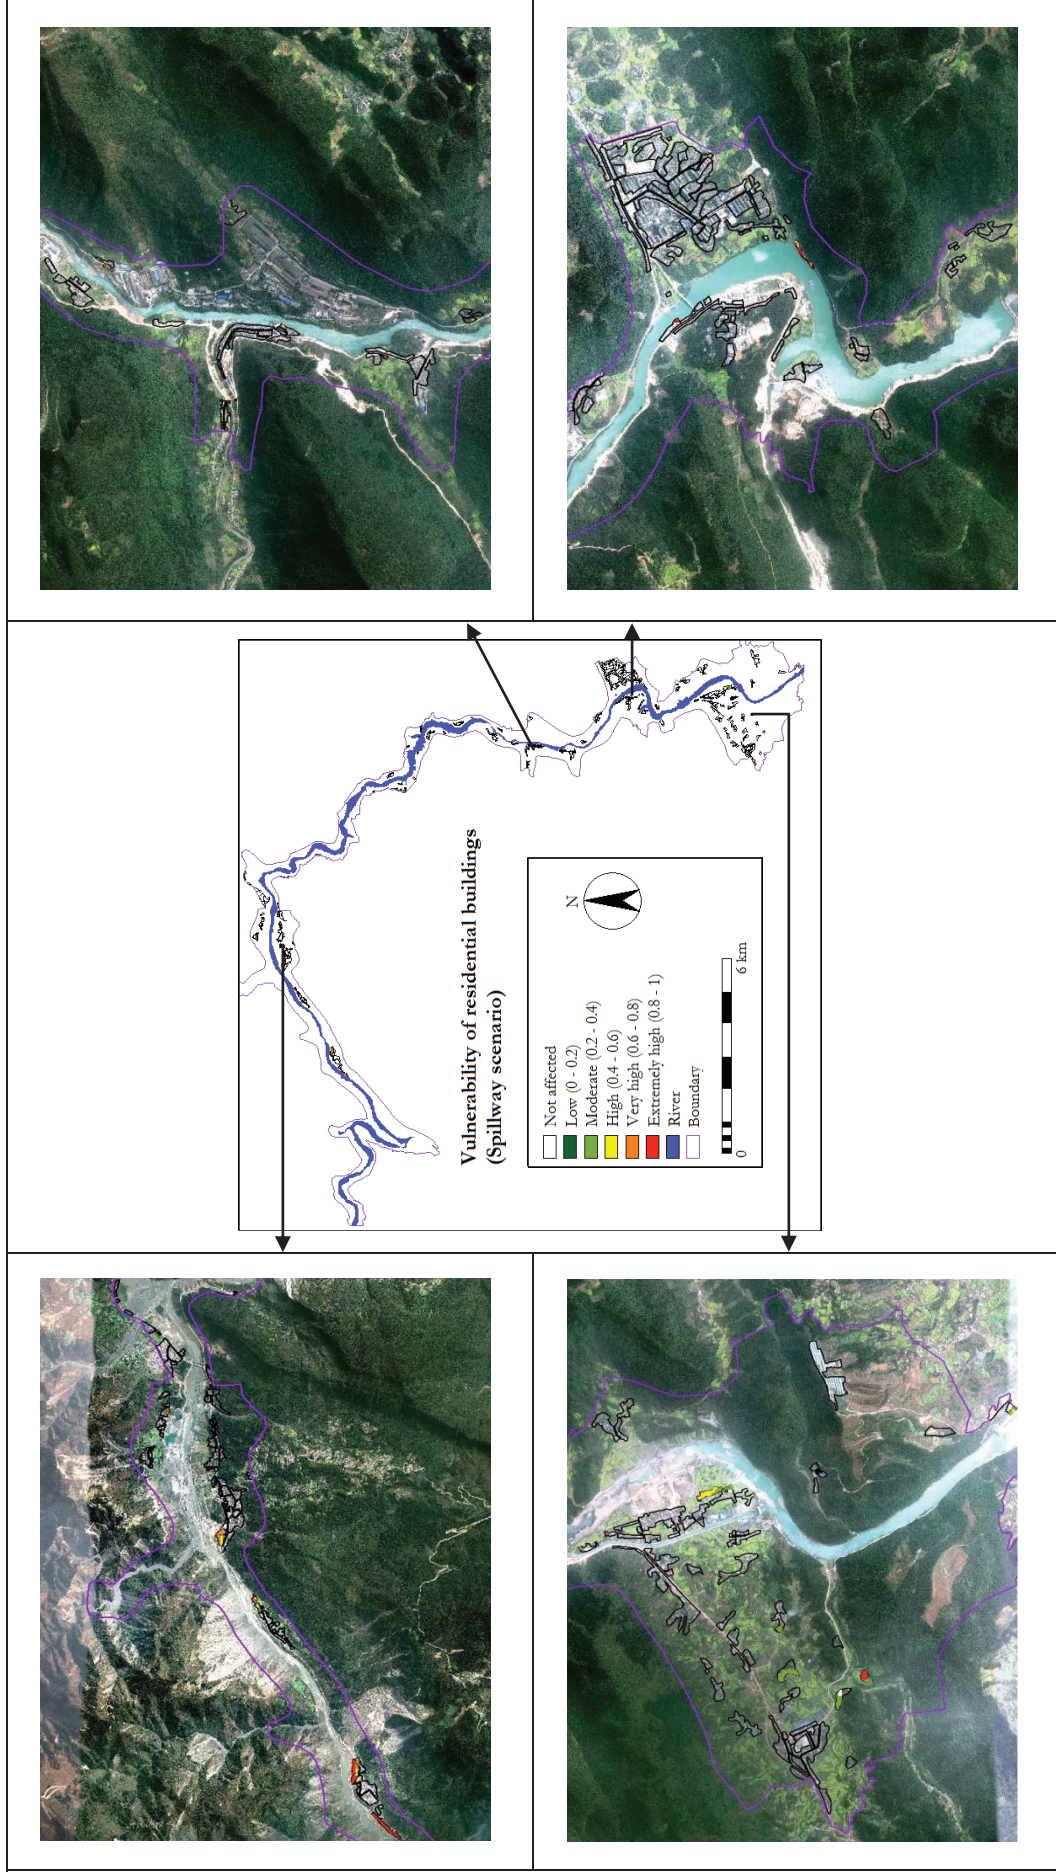 Vulnerability of residential buildings
(Spillway scenario)
N
Not affected
Low (0 - 0.2)
Moderate (0.2 - 0.4)
High (0.4 - 0.6)
Very high (0.6 - 0.8)
Extremely high (0.8 - 1)
River
Boundary
0
6 km